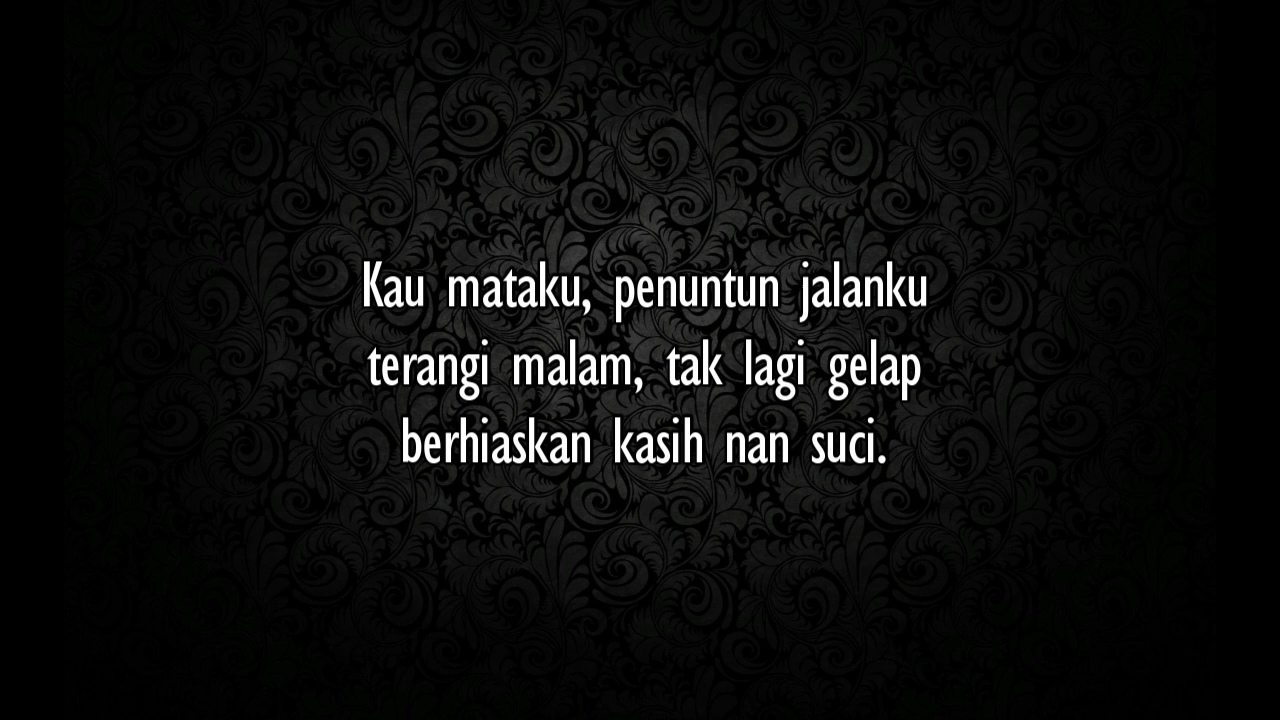 Kau mataku, penuntun jalanku
terangi malam, tak lagi gelap
berhiaskan kasih nan suci.